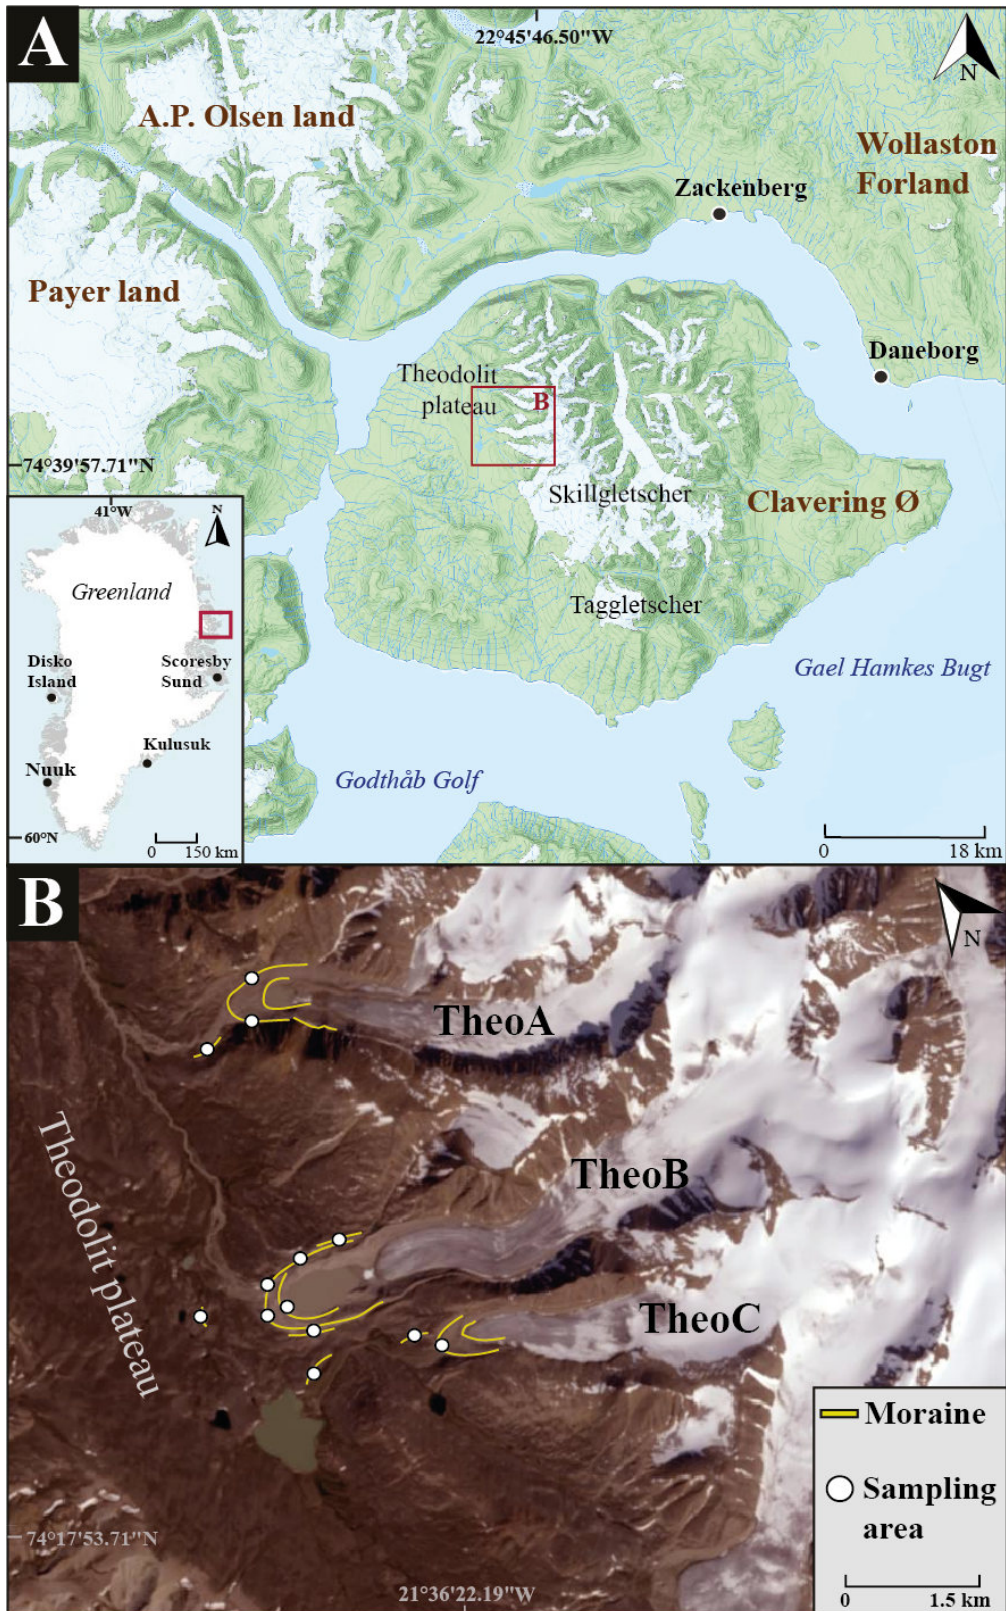 A
22°45'46.50"W
N
A.P. Olsen land
Wollaston
Forland
Zackenberg
Payer land
Daneborg
Theodolit
plateau
B
74°39'57.71"N
Skillgletscher
Clavering Ø
41°W
N
Greenland
Taggletscher
Disko
Island
Scoresby
Sund
Gael Hamkes Bugt
Kulusuk
Nuuk
Godthåb Golf
60°N
0 150 km
0 18 km
B
N
TheoA
Theodolit plateau
TheoB
TheoC
Moraine
Sampling
area
74°17'53.71"N
21°36'22.19"W
0 1.5 km